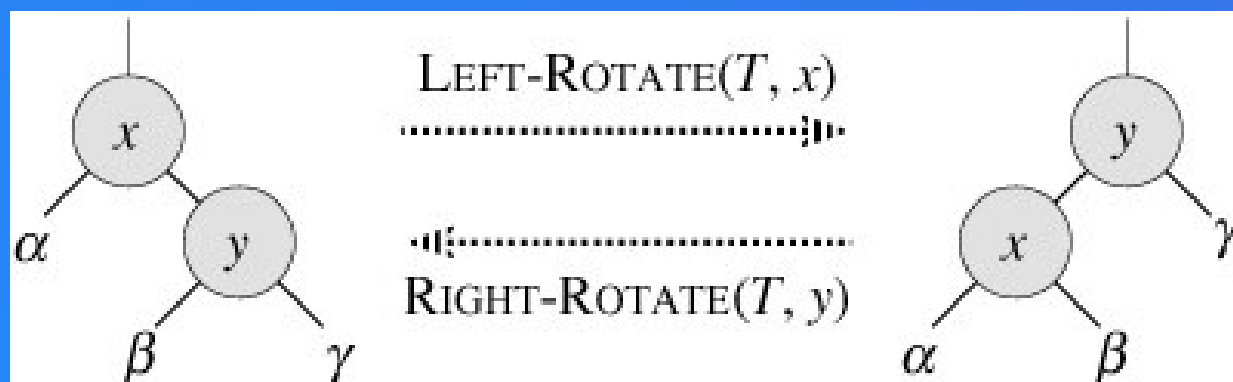 x
α
y
β
γ
LEFT-ROTATE(T, x)
RIGHT-ROTATE(T, y)
y
x
γ
α
β